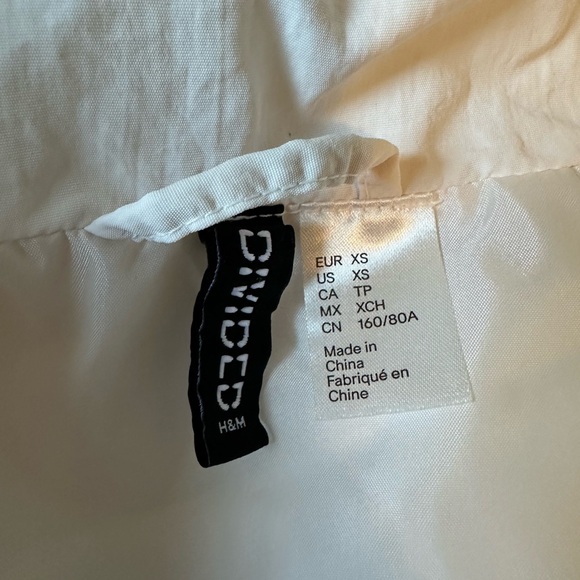 DIVIDED
H&M
EUR XS
US XS
CA TP
MX XCH
CN 160/80A
Made in
China
Fabriqué en
Chine